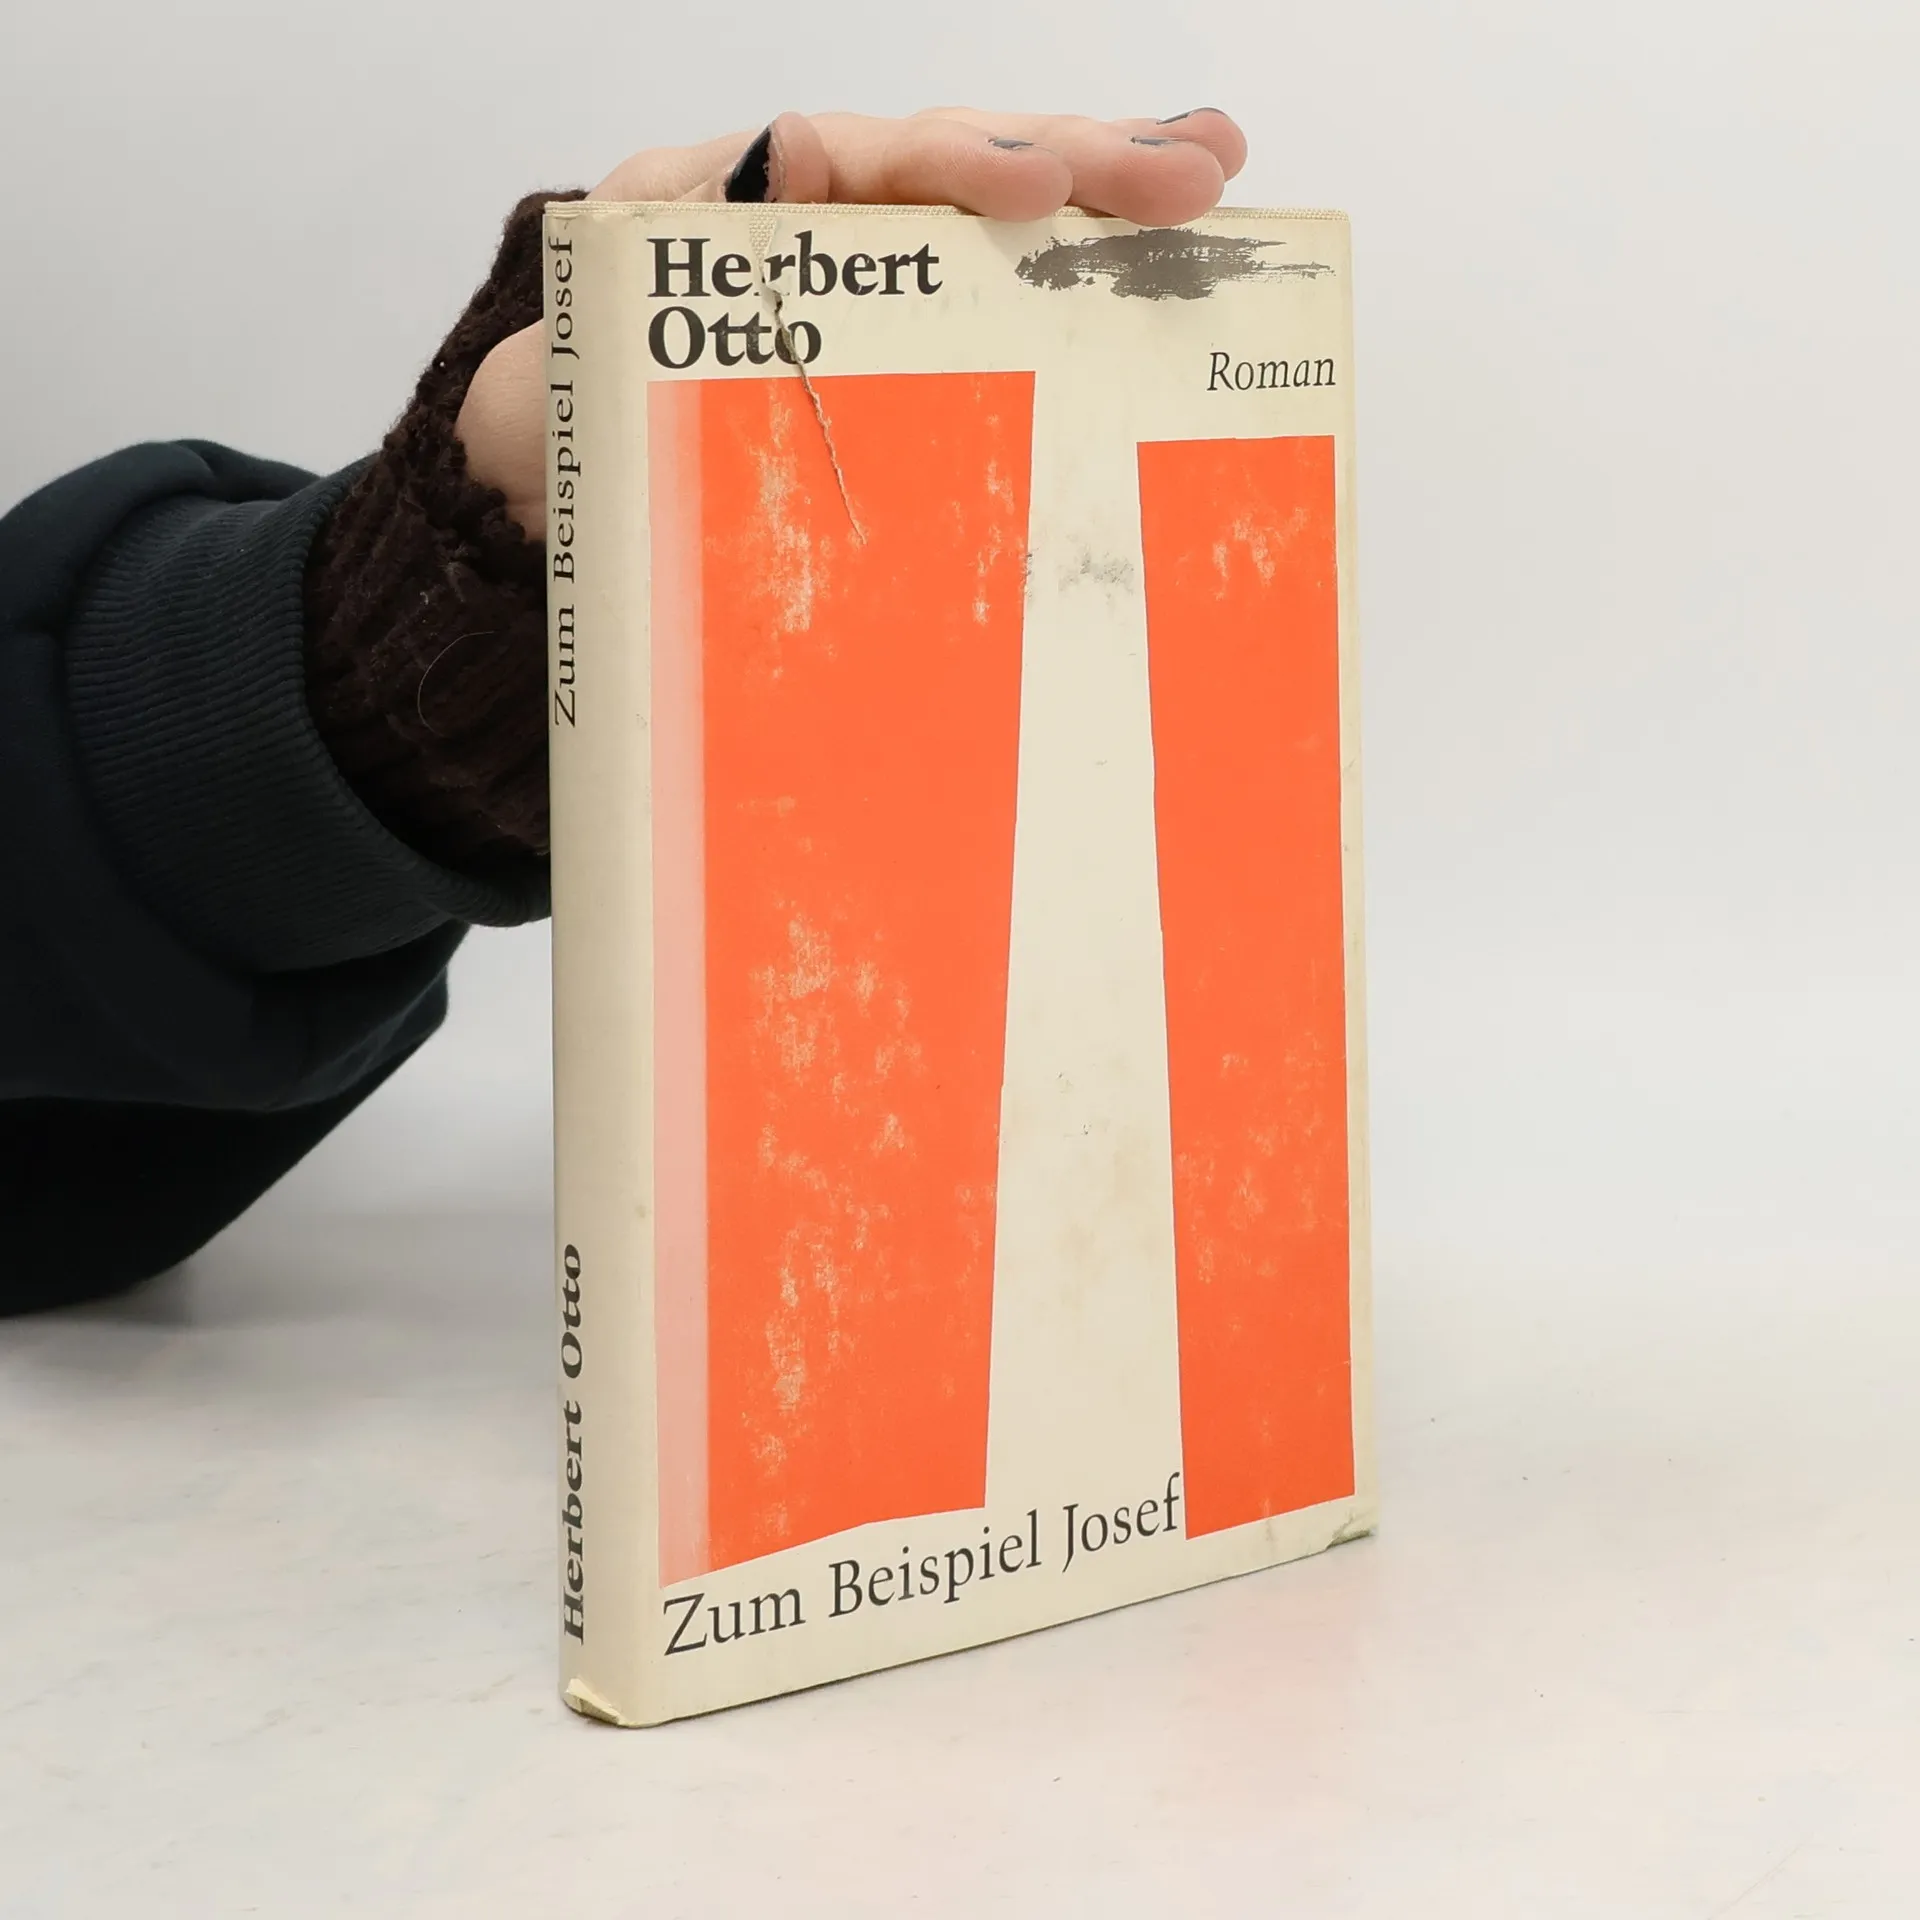 Herbert
Otto
Roman
Zum Beispiel Josef
Zum Beispiel Josef
Herbert Otto